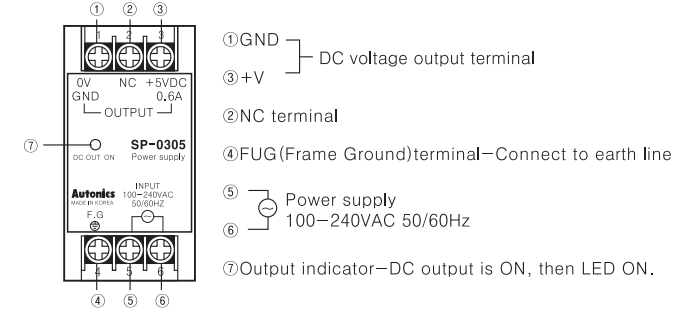 ① ② ③
1 2 3
0V NC +5VDC
GND 0.6A
OUTPUT
⑦
DC OUT ON
SP-0305
Power supply
Autonics
MADE IN KOREA
INPUT
100-240VAC
50/60HZ
F.G
4 5 6
④ ⑤ ⑥
①GND
③+V
DC voltage output terminal
②NC terminal
④FUG(Frame Ground)terminal-Connect to earth line
⑤
⑥
Power supply
100-240VAC 50/60Hz
⑦Output indicator-DC output is ON, then LED ON.